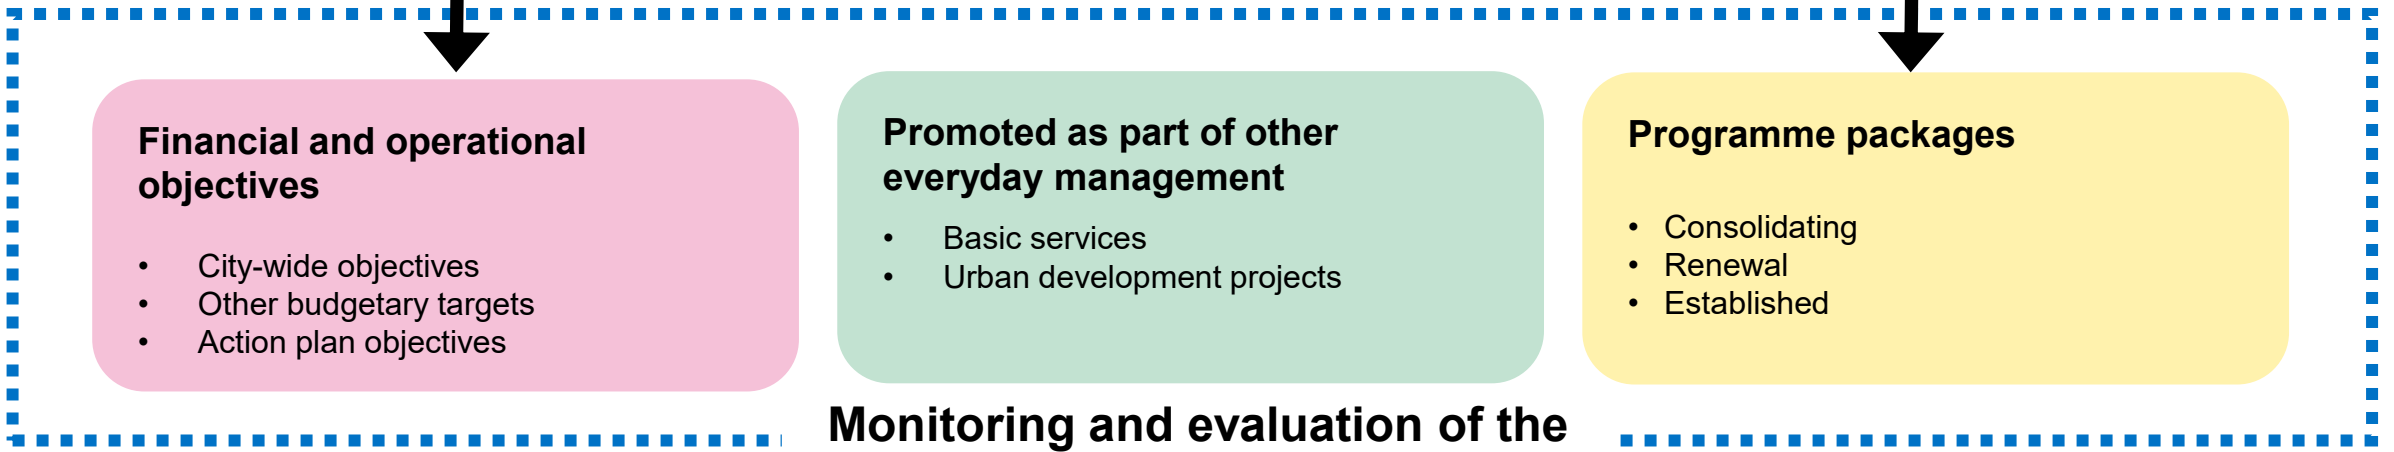 Financial and operational
objectives
• City-wide objectives
• Other budgetary targets
• Action plan objectives
Promoted as part of other
everyday management
• Basic services
• Urban development projects
Programme packages
• Consolidating
• Renewal
• Established
Monitoring and evaluation of the